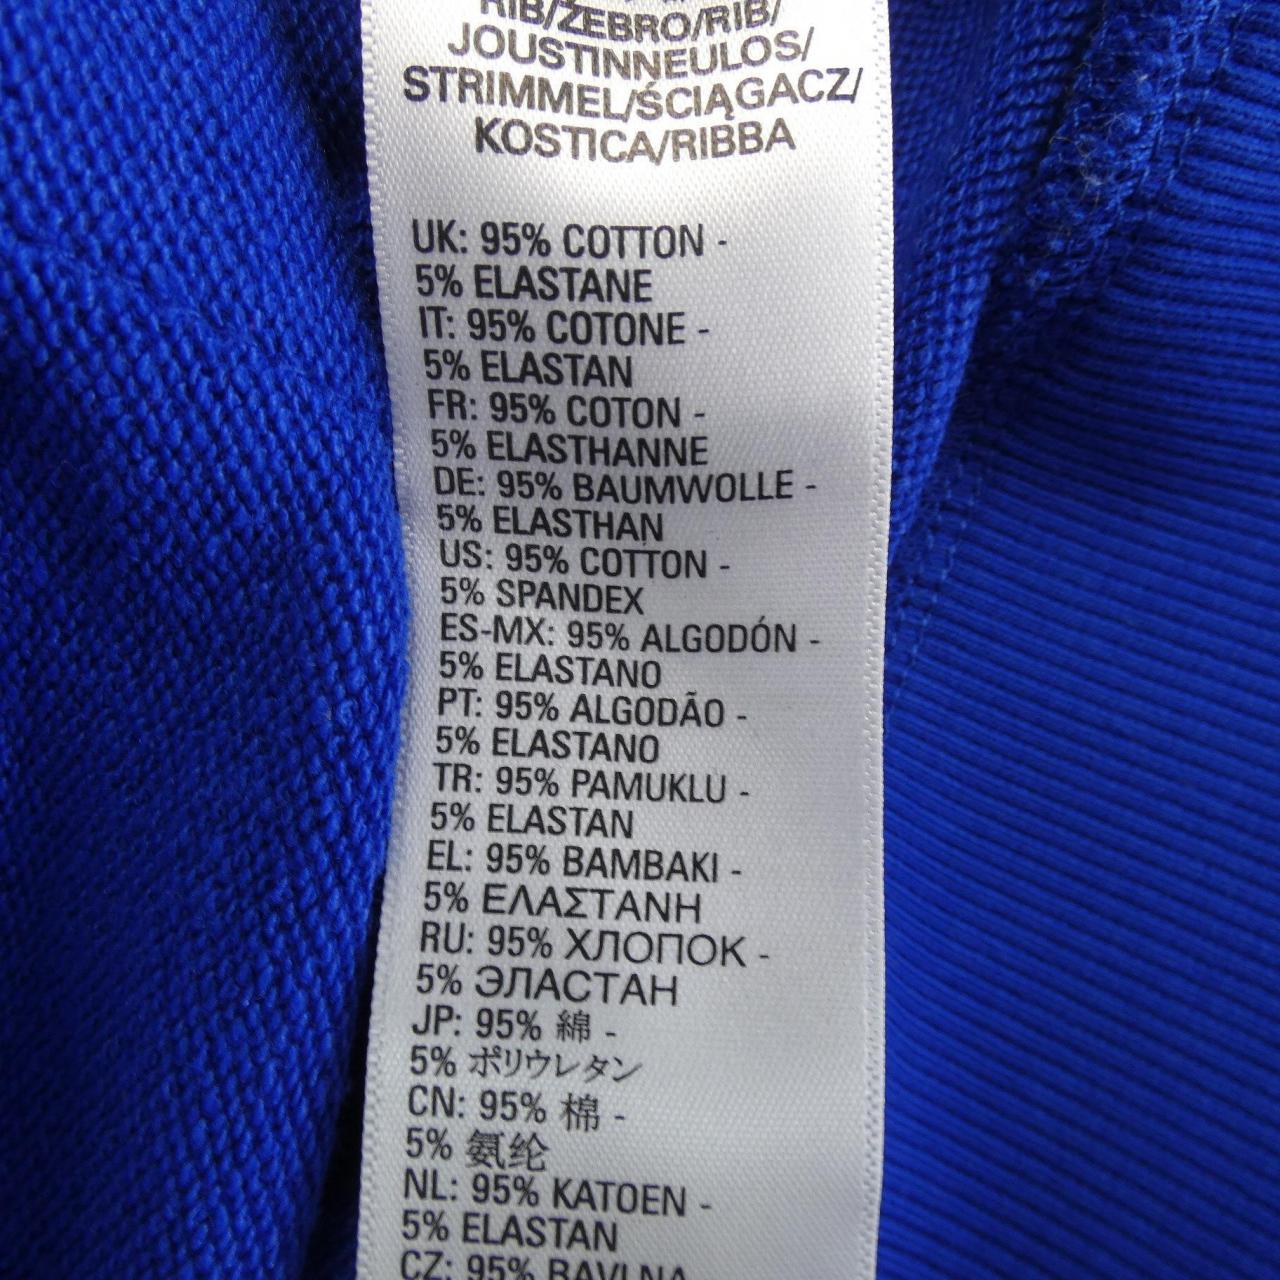 RIB/ŽEBRO/RIB/
JOUSTINNEULOS/
STRIMMEL/ŚCIĄGACZ/
KOSTICA/RIBBA
UK: 95% COTTON -
5% ELASTANE
IT: 95% COTONE -
5% ELASTAN
FR: 95% COTON -
5% ELASTHANNE
DE: 95% BAUMWOLLE -
5% ELASTHAN
US: 95% COTTON -
5% SPANDEX
ES-MX: 95% ALGODÓN -
5% ELASTANO
PT: 95% ALGODÃO -
5% ELASTANO
TR: 95% PAMUKLU -
5% ELASTAN
EL: 95% BAMBAKI -
5% ΕΛΑΣΤΑΝΗ
RU: 95% ХЛОПОК -
5% ЭЛАСТАН
JP: 95% 綿 -
5% ポリウレタン
CN: 95% 棉 -
5% 氨纶
NL: 95% KATOEN -
5% ELASTAN
CZ: 95% BAVLNA